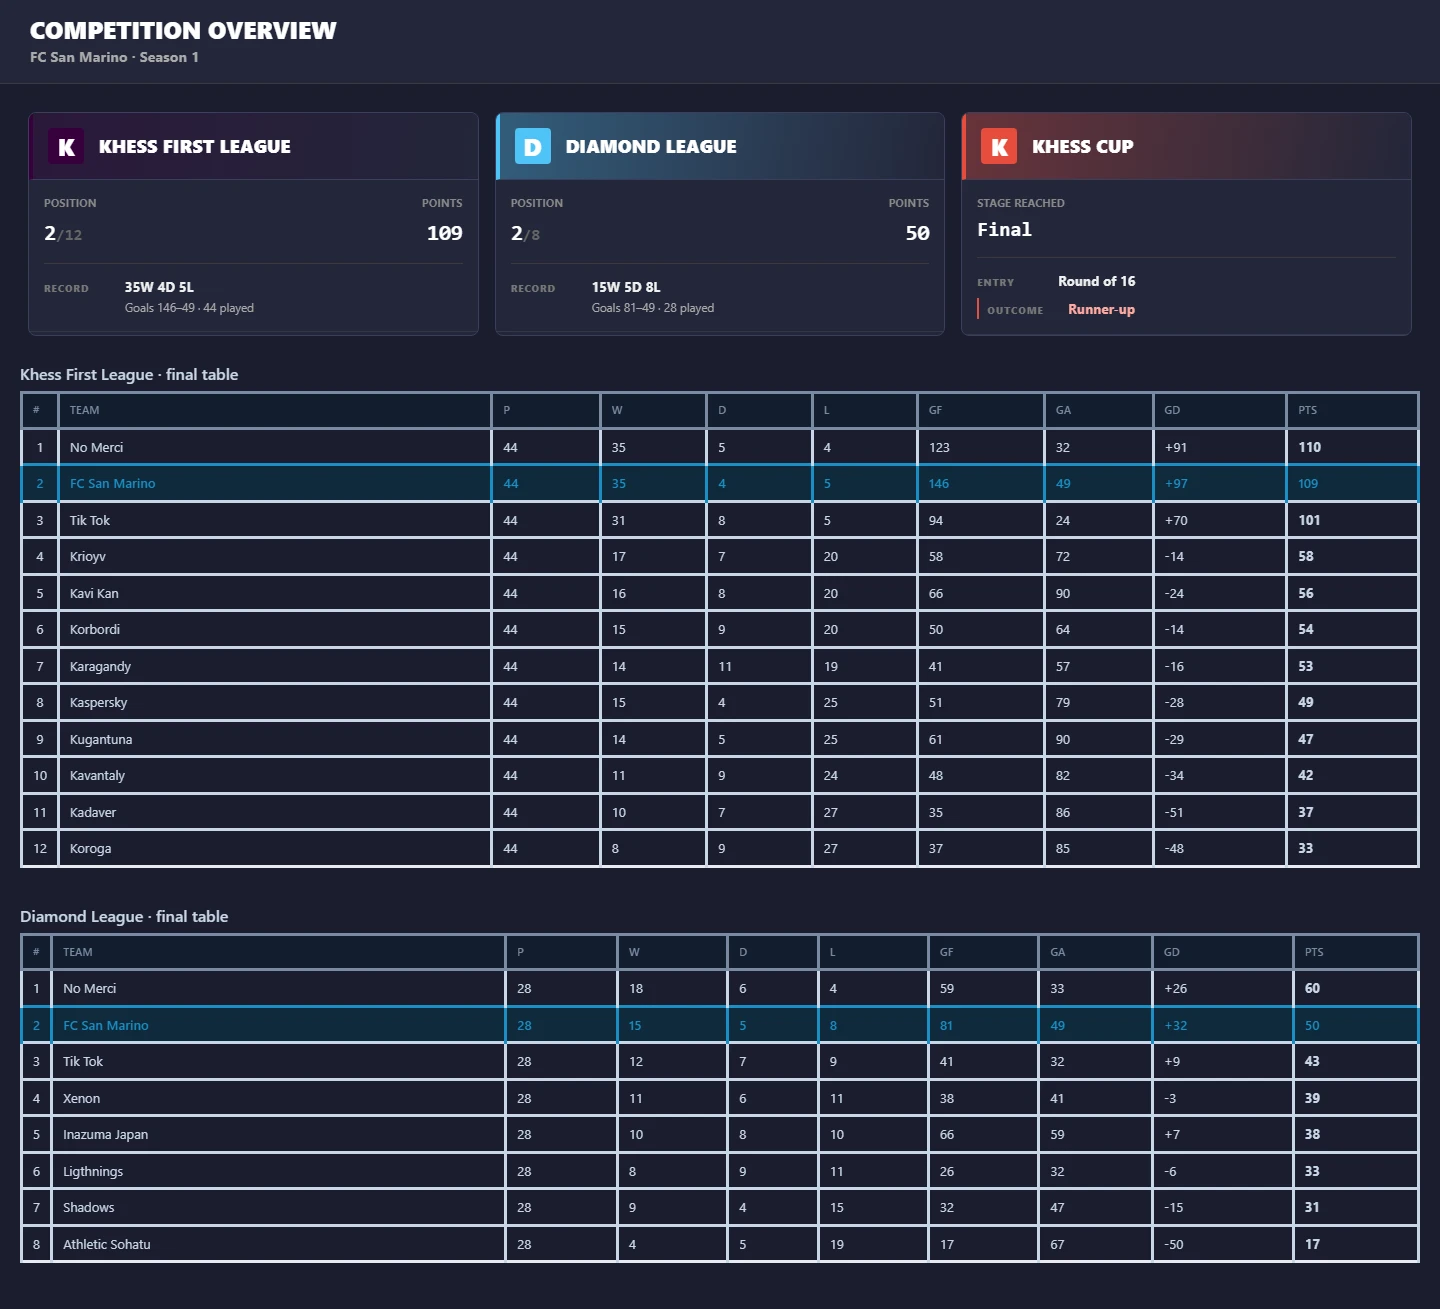 COMPETITION OVERVIEW
FC San Marino · Season 1
K KHESS FIRST LEAGUE
POSITION POINTS
2/12 109
RECORD 35W 4D 5L
Goals 146–49 · 44 played
D DIAMOND LEAGUE
POSITION POINTS
2/8 50
RECORD 15W 5D 8L
Goals 81–49 · 28 played
K KHESS CUP
STAGE REACHED
Final
ENTRY Round of 16
OUTCOME Runner-up
Khess First League · final table
# TEAM P W D L GF GA GD PTS
1 No Merci 44 35 5 4 123 32 +91 110
2 FC San Marino 44 35 4 5 146 49 +97 109
3 Tik Tok 44 31 8 5 94 24 +70 101
4 Krioyv 44 17 7 20 58 72 -14 58
5 Kavi Kan 44 16 8 20 66 90 -24 56
6 Korbordi 44 15 9 20 50 64 -14 54
7 Karagandy 44 14 11 19 41 57 -16 53
8 Kaspersky 44 15 4 25 51 79 -28 49
9 Kugantuna 44 14 5 25 61 90 -29 47
10 Kavantaly 44 11 9 24 48 82 -34 42
11 Kadaver 44 10 7 27 35 86 -51 37
12 Koroga 44 8 9 27 37 85 -48 33
Diamond League · final table
# TEAM P W D L GF GA GD PTS
1 No Merci 28 18 6 4 59 33 +26 60
2 FC San Marino 28 15 5 8 81 49 +32 50
3 Tik Tok 28 12 7 9 41 32 +9 43
4 Xenon 28 11 6 11 38 41 -3 39
5 Inazuma Japan 28 10 8 10 66 59 +7 38
6 Ligthnings 28 8 9 11 26 32 -6 33
7 Shadows 28 9 4 15 32 47 -15 31
8 Athletic Sohatu 28 4 5 19 17 67 -50 17